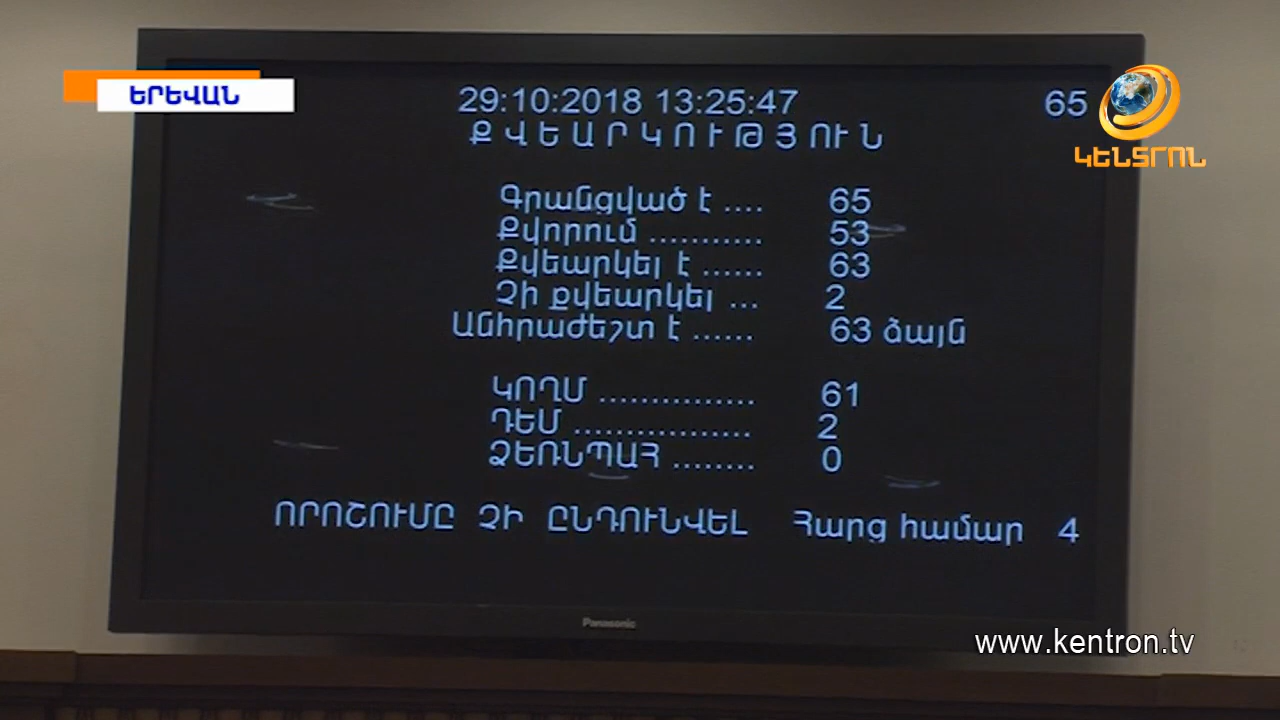 ԵՐԵՎԱՆ
29:10:2018 13:25:47 65
ՔՎԵԱՐԿՈՒԹՅՈՒՆ
ԿԵՆՏՐՈՆ
Գրանցված է .... 65
Քվորում ........... 53
Քվեարկել է ...... 63
Չի քվեարկել ... 2
Անհրաժեշտ է ...... 63 ձայն
ԿՈՂՄ .............. 61
ԴԵՄ ................ 2
ՁԵՌՆՊԱՀ ........ 0
ՈՐՈՇՈՒՄԸ ՉԻ ԸՆԴՈՒՆՎԵԼ Հարց համար 4
Panasonic
www.kentron.tv